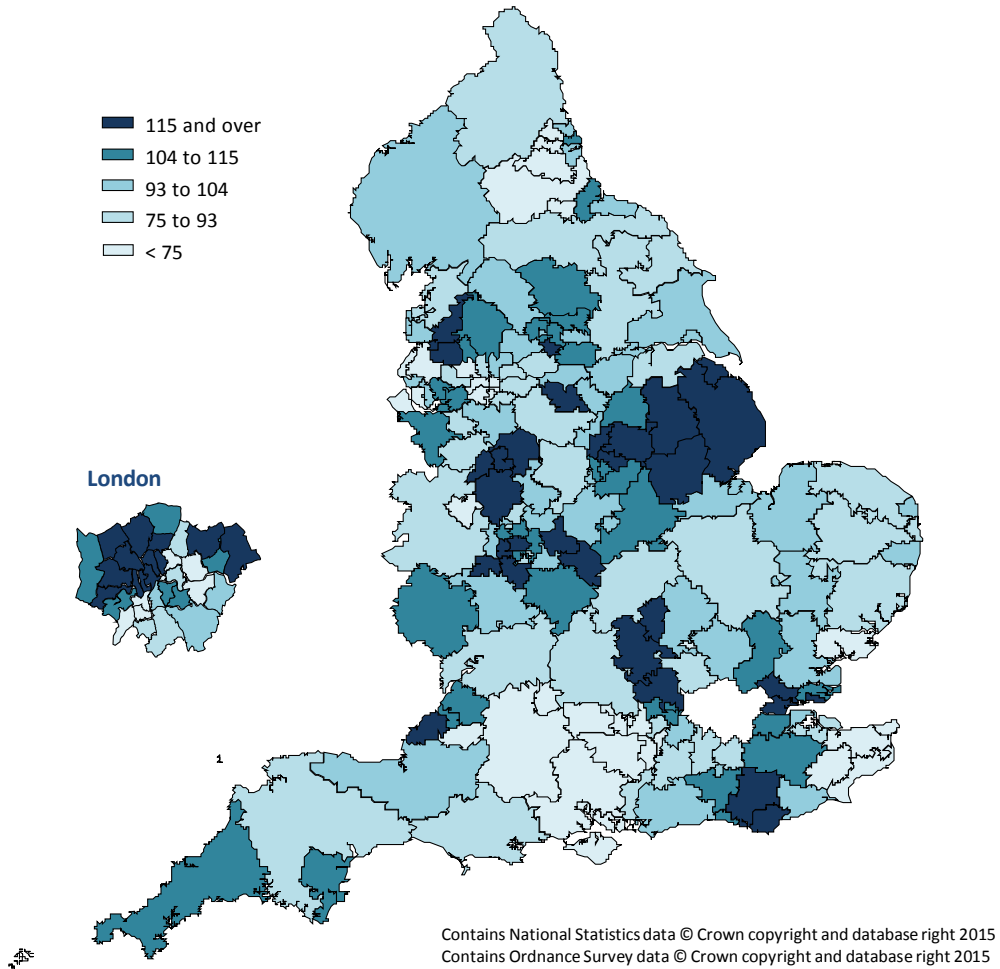 115 and over
104 to 115
93 to 104
75 to 93
< 75
London
1
Contains National Statistics data © Crown copyright and database right 2015
Contains Ordnance Survey data © Crown copyright and database right 2015